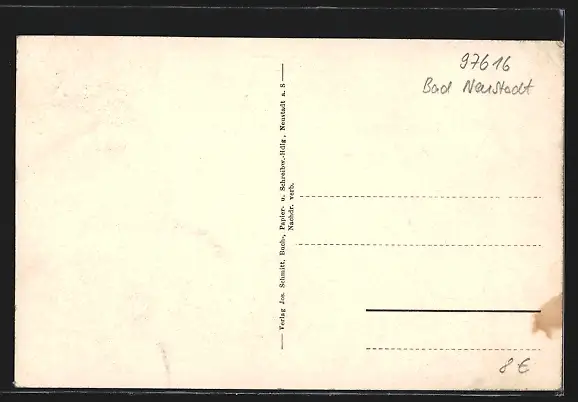 97616
Bad Neustadt
Verlag Jos. Schmitt, Buch-, Papier- u. Schreibw.-Hdlg., Neustadt a. S
Nachdr. verb.
8 €